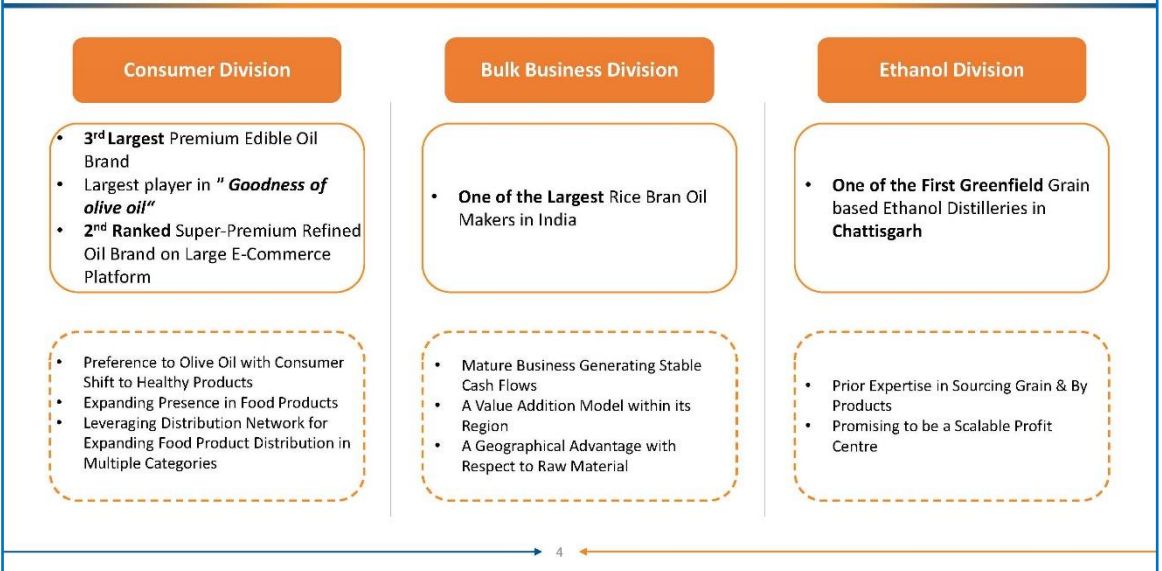 Consumer Division
• 3rd Largest Premium Edible Oil
Brand
• Largest player in " Goodness of
olive oil“
• 2nd Ranked Super-Premium Refined
Oil Brand on Large E-Commerce
Platform
• Preference to Olive Oil with Consumer
Shift to Healthy Products
• Expanding Presence in Food Products
• Leveraging Distribution Network for
Expanding Food Product Distribution in
Multiple Categories
Bulk Business Division
• One of the Largest Rice Bran Oil
Makers in India
• Mature Business Generating Stable
Cash Flows
• A Value Addition Model within its
Region
• A Geographical Advantage with
Respect to Raw Material
Ethanol Division
• One of the First Greenfield Grain
based Ethanol Distilleries in
Chattisgarh
• Prior Expertise in Sourcing Grain & By
Products
• Promising to be a Scalable Profit
Centre
4